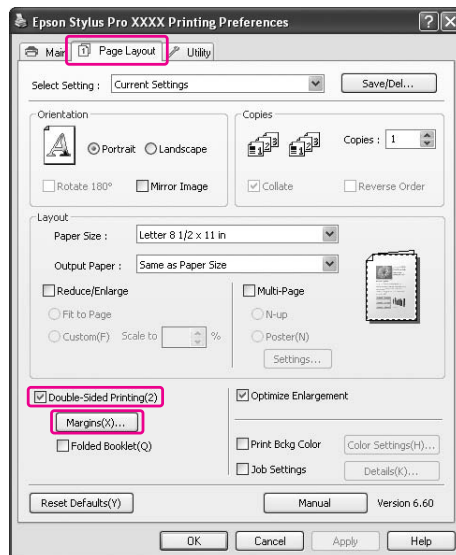 Epson Stylus Pro XXXX Printing Preferences
Main Page Layout Utility
Select Setting : Current Settings Save/Del...
Orientation
Portrait Landscape
Rotate 180° Mirror Image
Copies
Copies : 1
Collate Reverse Order
Layout
Paper Size : Letter 8 1/2 x 11 in
Output Paper : Same as Paper Size
Reduce/Enlarge
Fit to Page
Custom(F) Scale to %
Multi-Page
N-up
Poster(N)
Settings...
Double-Sided Printing(2)
Margins(X)...
Folded Booklet(Q)
Optimize Enlargement
Print Bckg Color Color Settings(H)...
Job Settings Details(K)...
Reset Defaults(Y) Manual Version 6.60
OK Cancel Apply Help